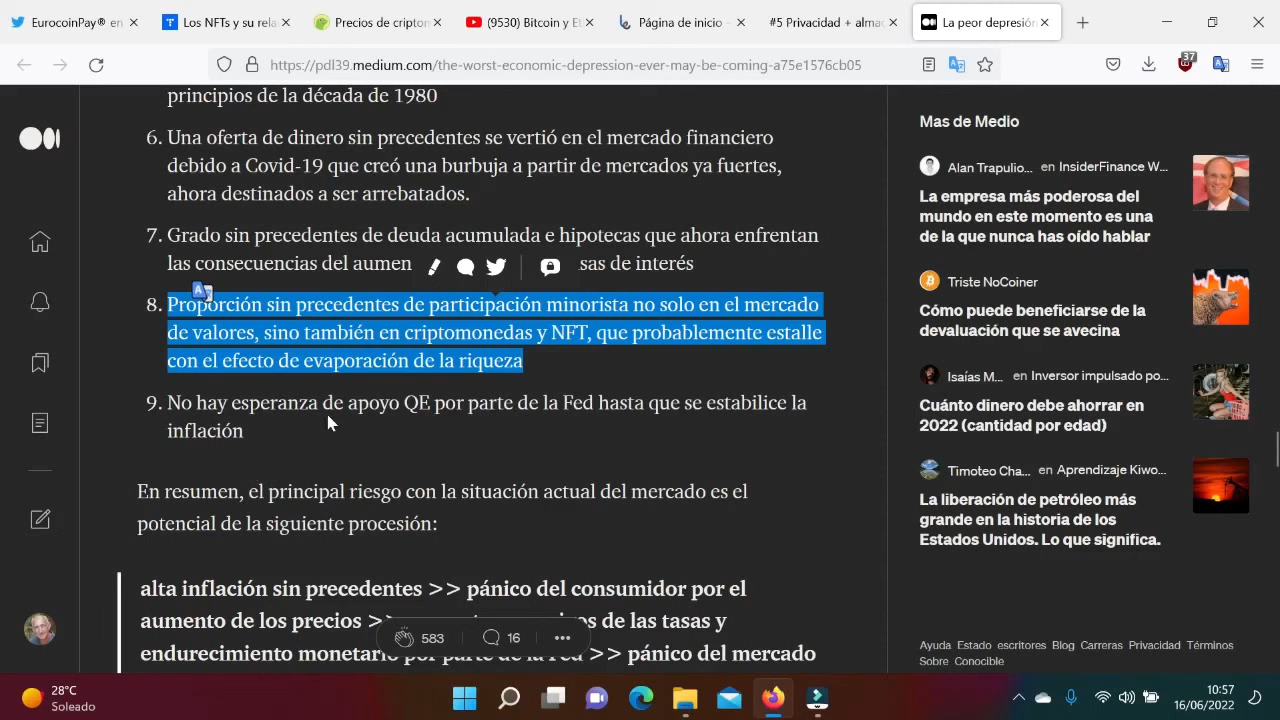 EurocoinPay® en
Los NFTs y su rela
Precios de criptom
(9530) Bitcoin y Et
Página de inicio –
#5 Privacidad + alma
La peor depresión
https://pdl39.medium.com/the-worst-economic-depression-ever-may-be-coming-a75e1576cb05
37
principios de la década de 1980
6. Una oferta de dinero sin precedentes se vertió en el mercado financiero
debido a Covid-19 que creó una burbuja a partir de mercados ya fuertes,
ahora destinados a ser arrebatados.
7. Grado sin precedentes de deuda acumulada e hipotecas que ahora enfrentan
las consecuencias del aumen sas de interés
8. Proporción sin precedentes de participación minorista no solo en el mercado
de valores, sino también en criptomonedas y NFT, que probablemente estalle
con el efecto de evaporación de la riqueza
9. No hay esperanza de apoyo QE por parte de la Fed hasta que se estabilice la
inflación
En resumen, el principal riesgo con la situación actual del mercado es el
potencial de la siguiente procesión:
alta inflación sin precedentes >> pánico del consumidor por el
aumento de los precios >> de las tasas y
endurecimiento monetario por parte de la Fed >> pánico del mercado
583
16
Mas de Medio
Alan Trapulio... en InsiderFinance W...
La empresa más poderosa del
mundo en este momento es una
de la que nunca has oído hablar
Triste NoCoiner
Cómo puede beneficiarse de la
devaluación que se avecina
Isaías M... en Inversor impulsado po...
Cuánto dinero debe ahorrar en
2022 (cantidad por edad)
Timoteo Cha... en Aprendizaje Kiwo...
La liberación de petróleo más
grande en la historia de los
Estados Unidos. Lo que significa.
Ayuda Estado escritores Blog Carreras Privacidad Términos
Sobre Conocible
28°C
Soleado
10:57
16/06/2022